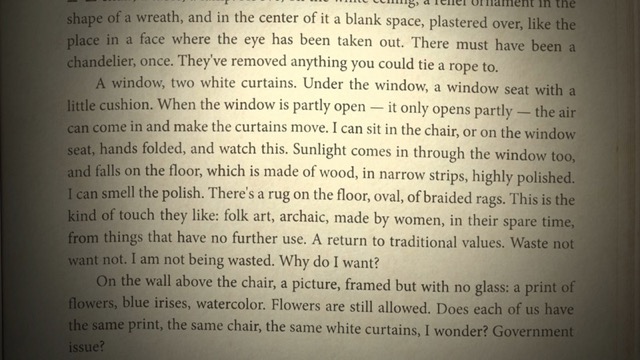 the white ceiling, a relief ornament in the
shape of a wreath, and in the center of it a blank space, plastered over, like the
place in a face where the eye has been taken out. There must have been a
chandelier, once. They've removed anything you could tie a rope to.
A window, two white curtains. Under the window, a window seat with a
little cushion. When the window is partly open — it only opens partly — the air
can come in and make the curtains move. I can sit in the chair, or on the window
seat, hands folded, and watch this. Sunlight comes in through the window too,
and falls on the floor, which is made of wood, in narrow strips, highly polished.
I can smell the polish. There's a rug on the floor, oval, of braided rags. This is the
kind of touch they like: folk art, archaic, made by women, in their spare time,
from things that have no further use. A return to traditional values. Waste not
want not. I am not being wasted. Why do I want?
On the wall above the chair, a picture, framed but with no glass: a print of
flowers, blue irises, watercolor. Flowers are still allowed. Does each of us have
the same print, the same chair, the same white curtains, I wonder? Government
issue?